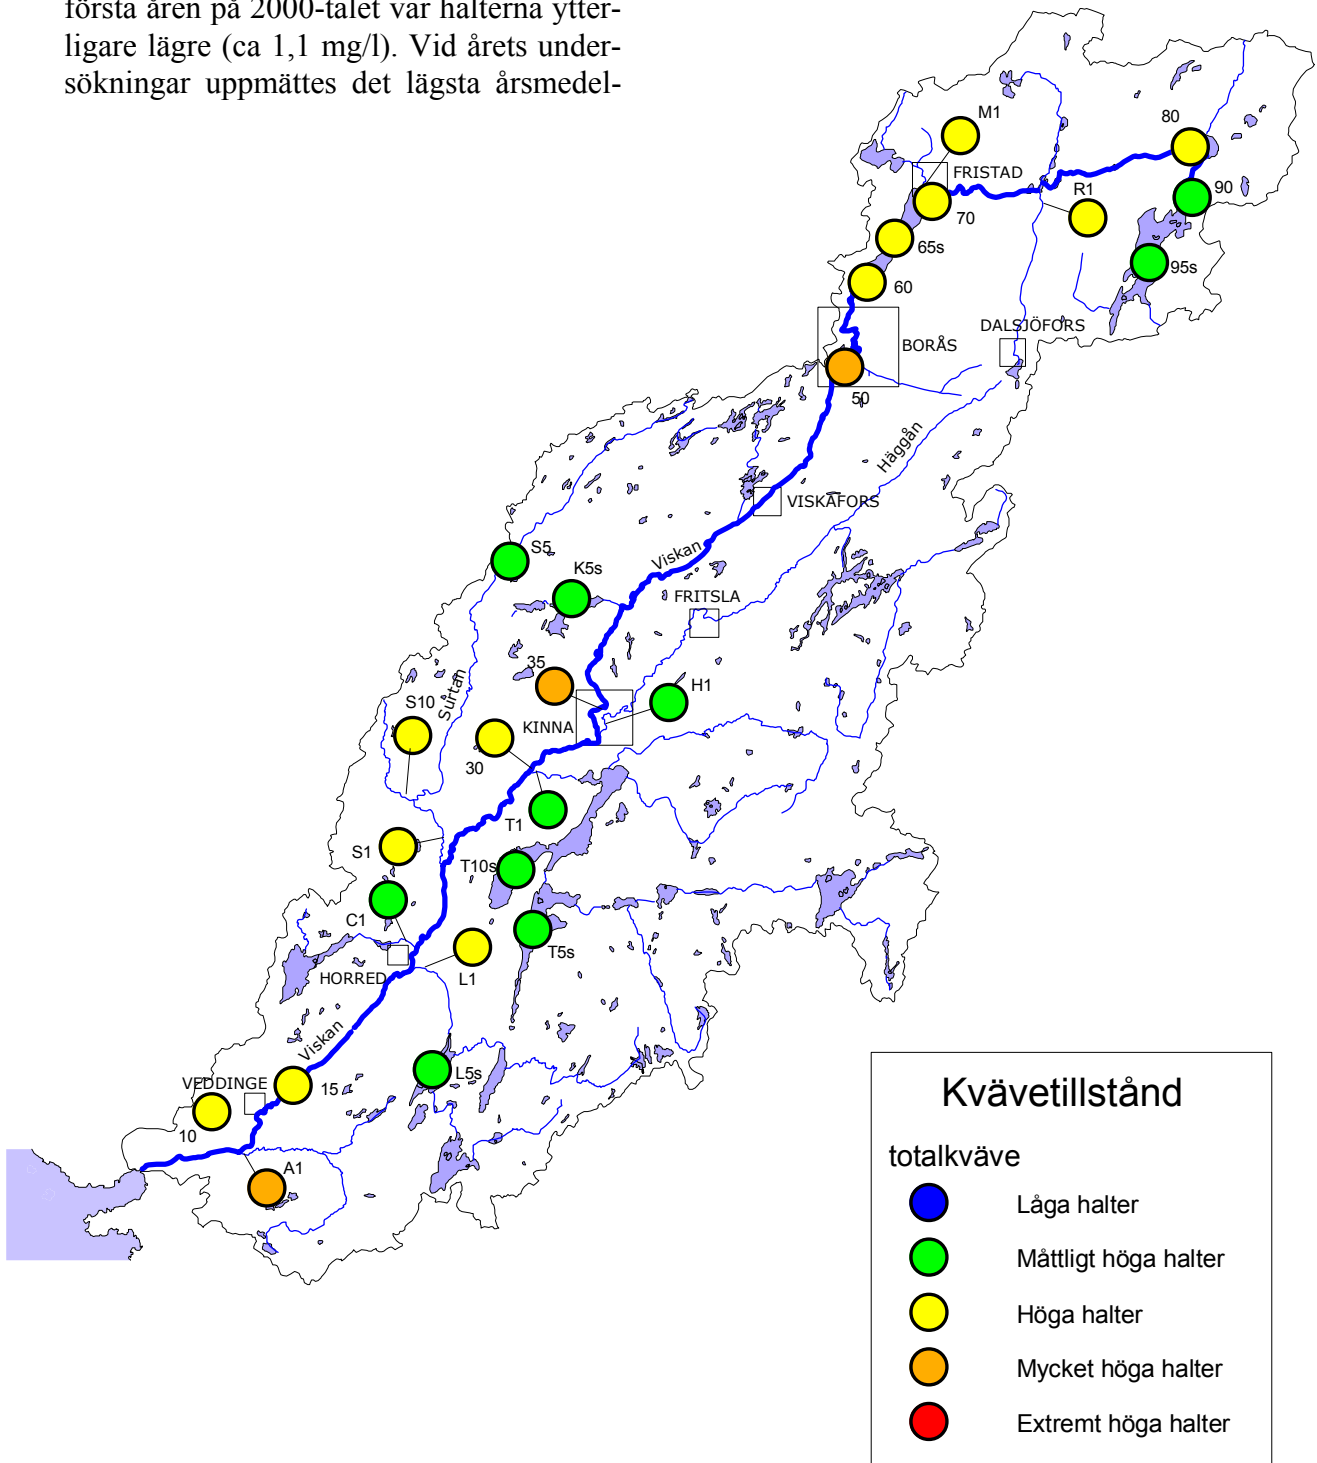 första åren på 2000-talet var halterna ytter-
ligare lägre (ca 1,1 mg/l). Vid årets under-
sökningar uppmättes det lägsta årsmedel-
M1
80
FRISTAD
R1
90
70
65s
95s
60
DALSJÖFORS
BORÅS
50
Häggån
VISKAFORS
S5
Viskan
K5s
FRITSLA
35
Surtan
H1
S10
KINNA
30
T1
S1
T10s
C1
T5s
HORRED
L1
Viskan
L5s
VEDDINGE
15
10
A1
Kvävetillstånd
totalkväve
Låga halter
Måttligt höga halter
Höga halter
Mycket höga halter
Extremt höga halter